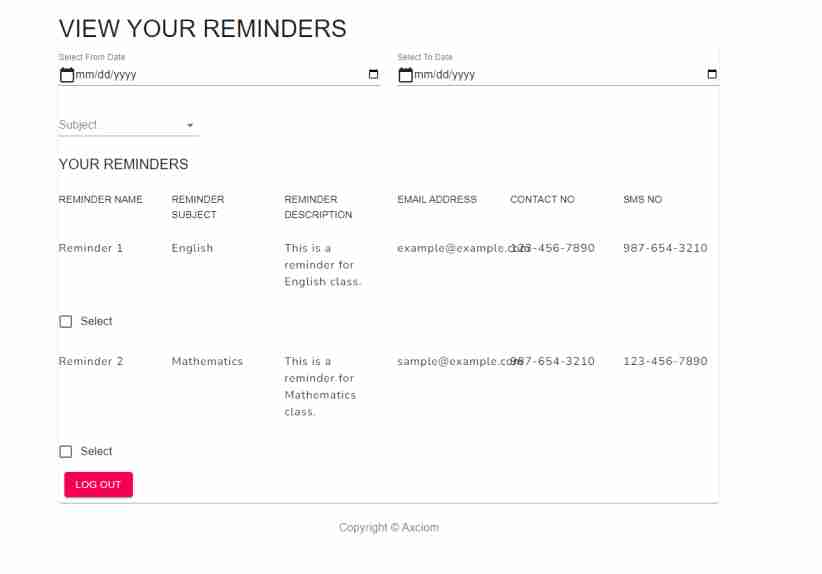 VIEW YOUR REMINDERS
Select From Date Select To Date
mm/dd/yyyy mm/dd/yyyy
Subject
YOUR REMINDERS
REMINDER NAME REMINDER REMINDER EMAIL ADDRESS CONTACT NO SMS NO
SUBJECT DESCRIPTION
Reminder 1 English This is a example@example.com 123-456-7890 987-654-3210
reminder for
English class.
Select
Reminder 2 Mathematics This is a sample@example.com 987-654-3210 123-456-7890
reminder for
Mathematics
class.
Select
LOG OUT
Copyright © Axciom